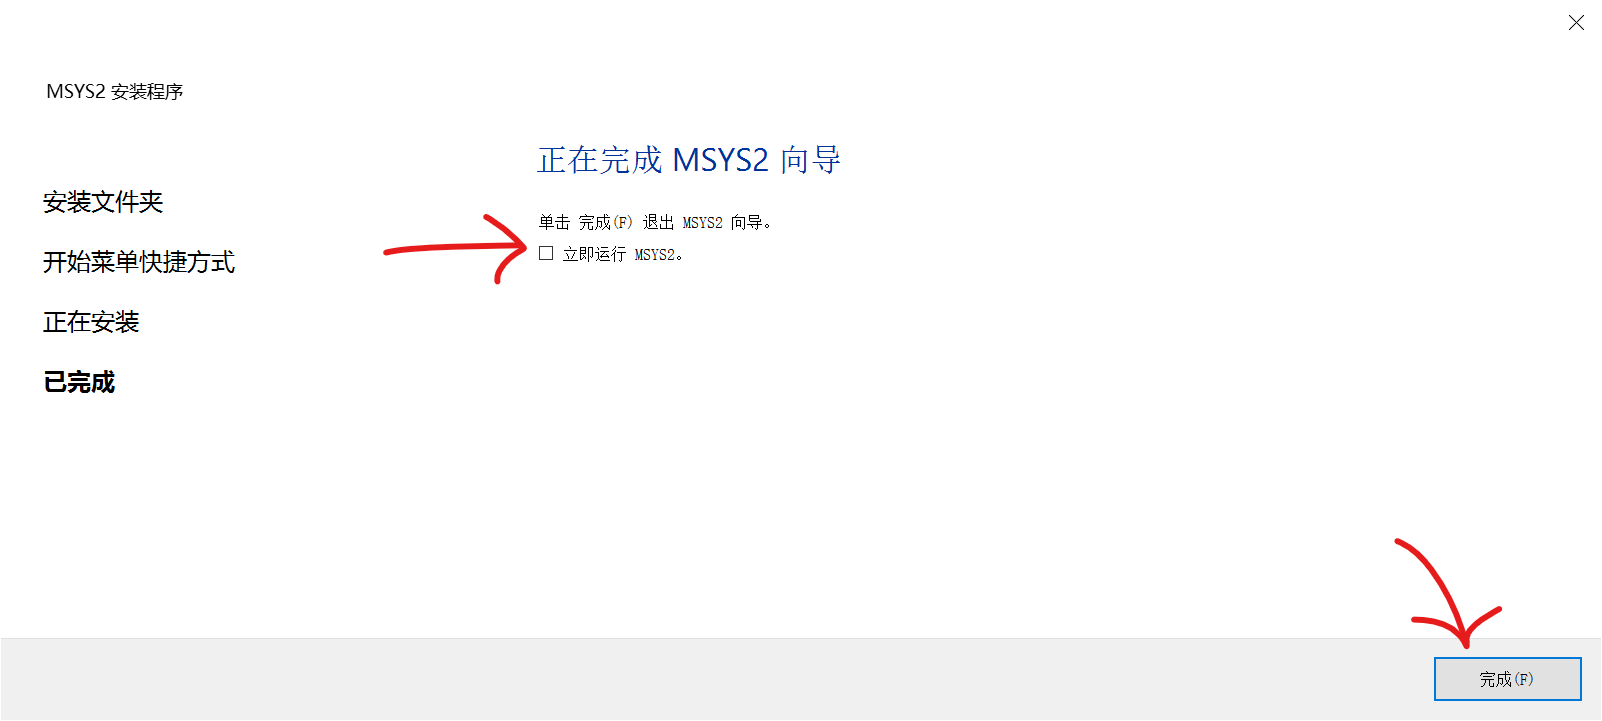 MSYS2 安装程序
安装文件夹
开始菜单快捷方式
正在安装
已完成
正在完成 MSYS2 向导
单击 完成(F) 退出 MSYS2 向导。
立即运行 MSYS2。
完成(F)